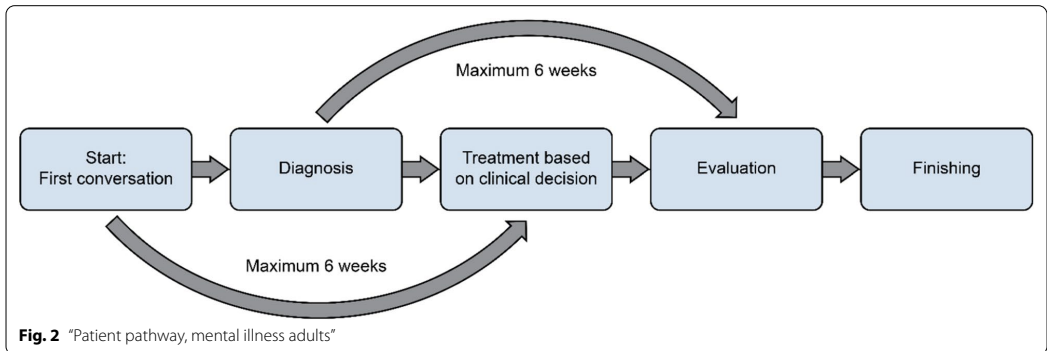 Maximum 6 weeks
Start:
First conversation
Diagnosis
Treatment based
on clinical decision
Evaluation
Finishing
Maximum 6 weeks
Fig. 2 "Patient pathway, mental illness adults"